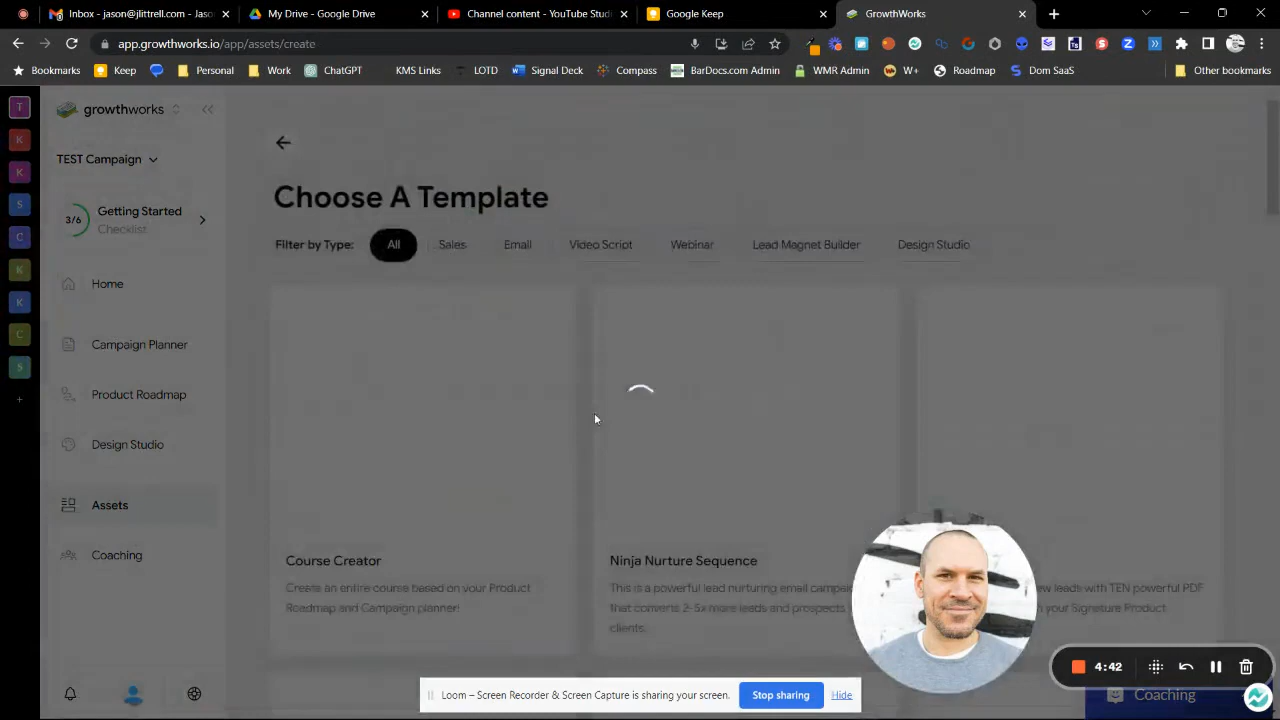 Inbox - jason@jlittrell.com - Jaso
My Drive - Google Drive
Channel content - YouTube Studi
Google Keep
GrowthWorks
app.growthworks.io/app/assets/create
Bookmarks
Keep
Personal
Work
ChatGPT
KMS Links
LOTD
Signal Deck
Compass
BarDocs.com Admin
WMR Admin
W+
Roadmap
Dom SaaS
Other bookmarks
T
K
K
S
C
K
K
C
S
growthworks
TEST Campaign
3/6
Getting Started
Checklist
Home
Campaign Planner
Product Roadmap
Design Studio
Assets
Coaching
Choose A Template
Filter by Type: All Sales Email Video Script Webinar Lead Magnet Builder Design Studio
Course Creator
Create an entire course based on your Product
Roadmap and Campaign planner!
Ninja Nurture Sequence
This is a powerful lead nurturing email campai
that converts 2-5x more leads and prospects
clients.
w leads with TEN powerful PDF
your Signature Product
4:42
Loom – Screen Recorder & Screen Capture is sharing your screen.
Stop sharing
Hide
Coaching